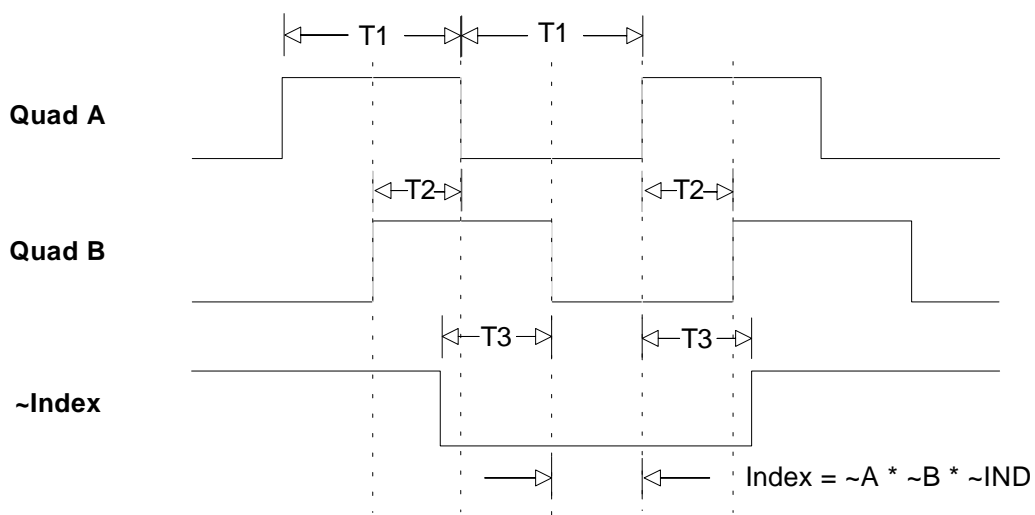 T1
T1
Quad A
T2
T2
Quad B
T3
T3
~Index
Index = ~A * ~B * ~IND